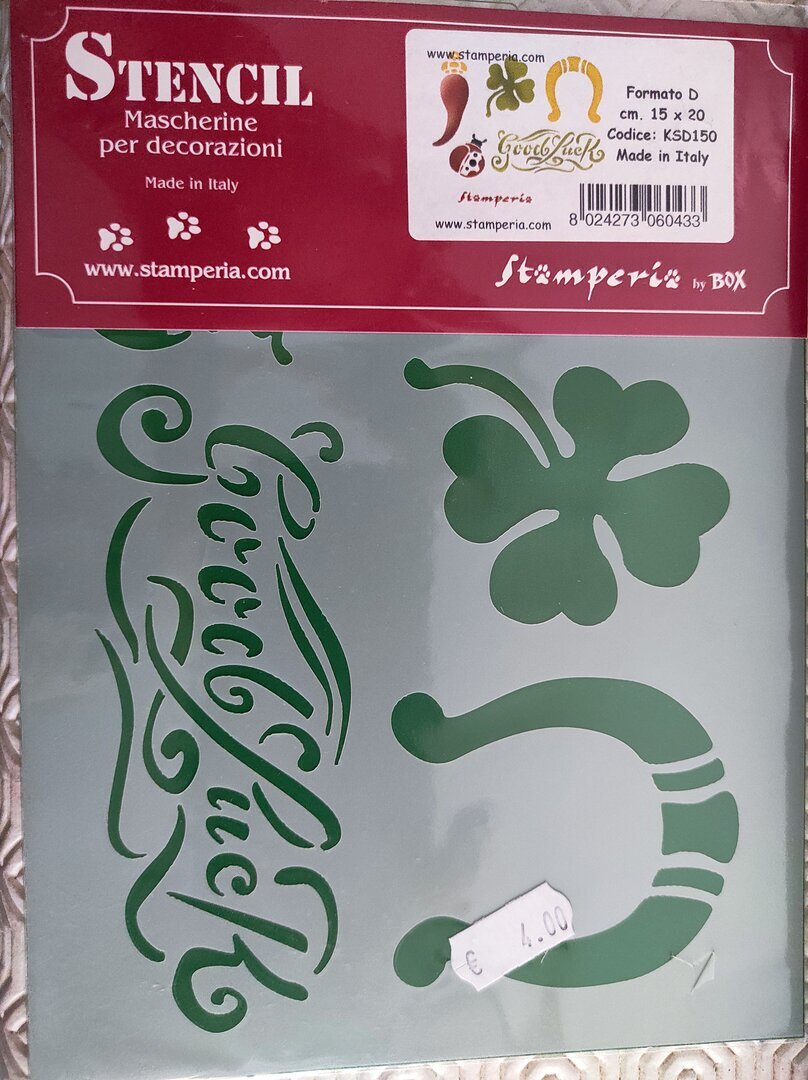 STENCIL
Mascherine
per decorazioni
Made in Italy
www.stamperia.com
www.stamperia.com
Good Luck
Stamperia
www.stamperia.com
Formato D
cm. 15 x 20
Codice: KSD150
Made in Italy
8 024273 060433
Stamperia by BOX
Good Luck
€ 4.00